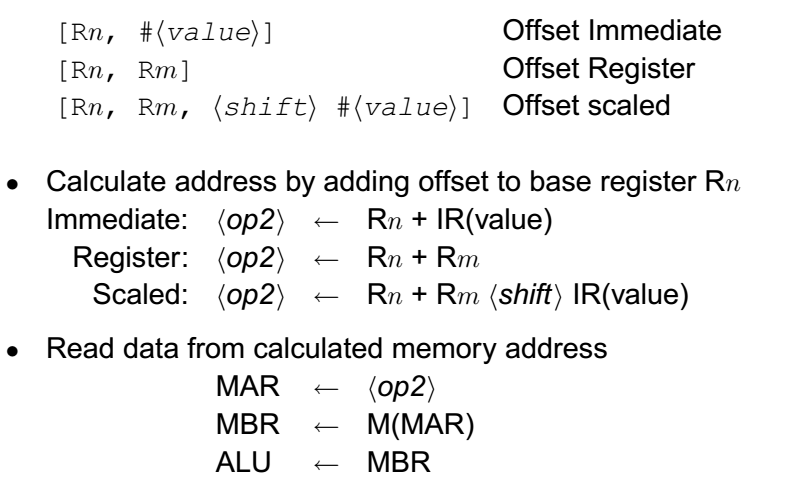 [Rn, #⟨value⟩] Offset Immediate
[Rn, Rm] Offset Register
[Rn, Rm, ⟨shift⟩ #⟨value⟩] Offset scaled
• Calculate address by adding offset to base register Rn
Immediate: ⟨op2⟩ ← Rn + IR(value)
Register: ⟨op2⟩ ← Rn + Rm
Scaled: ⟨op2⟩ ← Rn + Rm ⟨shift⟩ IR(value)
• Read data from calculated memory address
MAR ← ⟨op2⟩
MBR ← M(MAR)
ALU ← MBR